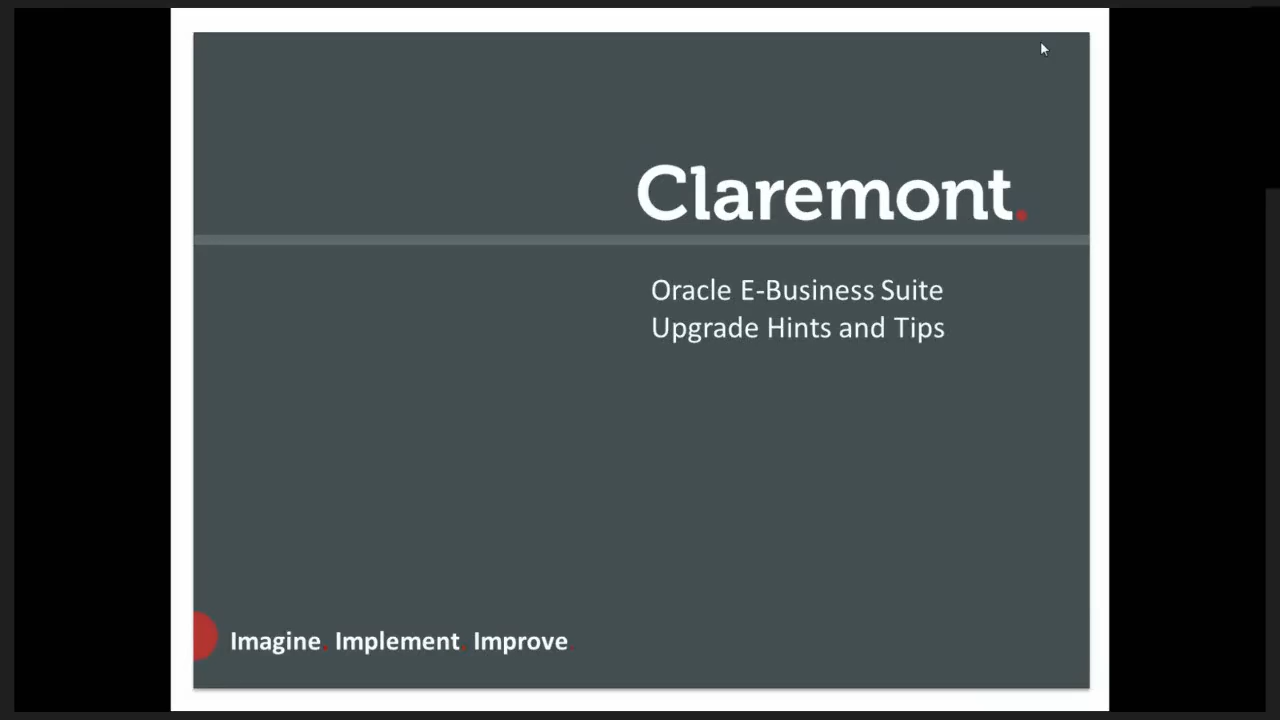 Claremont.
Oracle E-Business Suite
Upgrade Hints and Tips
Imagine. Implement. Improve.